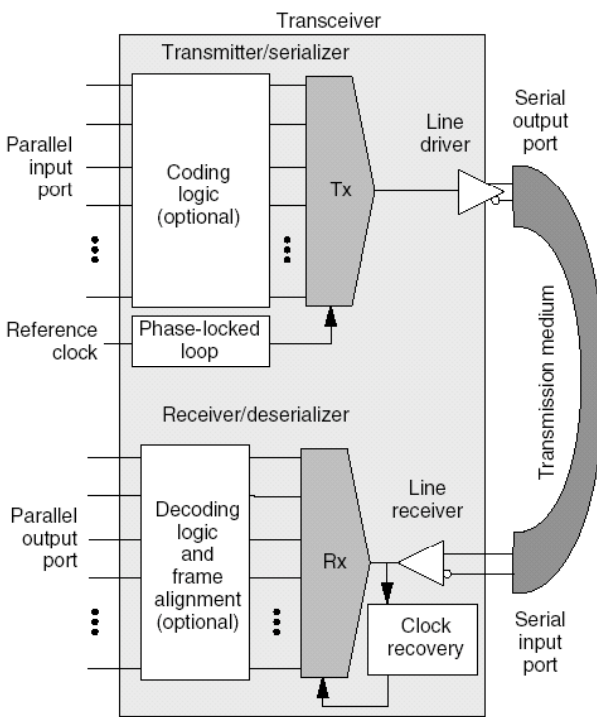 Transceiver
Transmitter/serializer
Parallel
input
port
Coding
logic
(optional)
Tx
Line
driver
Serial
output
port
Reference
clock
Phase-locked
loop
Transmission medium
Receiver/deserializer
Parallel
output
port
Decoding
logic
and
frame
alignment
(optional)
Rx
Line
receiver
Clock
recovery
Serial
input
port